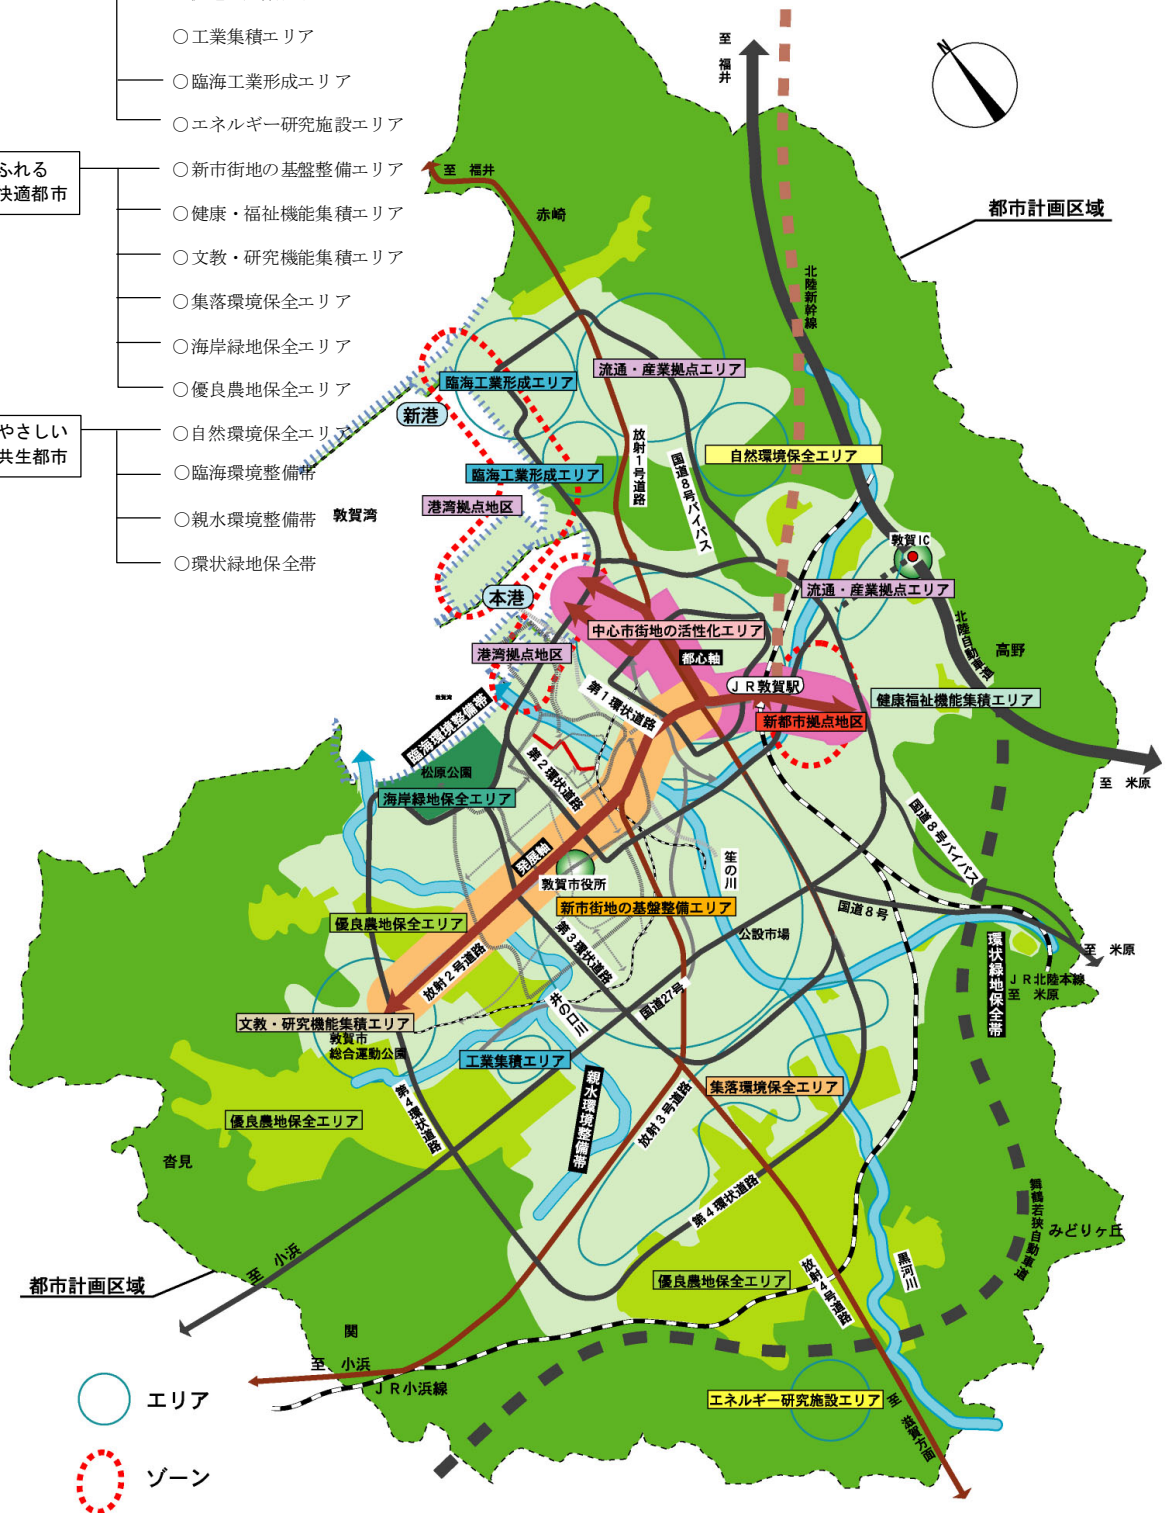 ○工業集積エリア
○臨海工業形成エリア
○エネルギー研究施設エリア
ふれる
快適都市
○新市街地の基盤整備エリア
○健康・福祉機能集積エリア
○文教・研究機能集積エリア
○集落環境保全エリア
○海岸緑地保全エリア
○優良農地保全エリア
やさしい
共生都市
○自然環境保全エリア
○臨海環境整備帯
○親水環境整備帯
○環状緑地保全帯
至 福井
N
至 福井
赤崎
都市計画区域
北陸新幹線
流通・産業拠点エリア
臨海工業形成エリア
新港
放射1号道路
国道8号バイパス
自然環境保全エリア
臨海工業形成エリア
港湾拠点地区
敦賀湾
敦賀IC
流通・産業拠点エリア
本港
中心市街地の活性化エリア
北陸自動車道
高野
港湾拠点地区
都心軸
JR敦賀駅
健康福祉機能集積エリア
敦賀湾
第1環状道路
新都市拠点地区
臨海環境整備帯
松原公園
第2環状道路
至 米原
海岸緑地保全エリア
国道8号バイパス
発展軸
笙の川
敦賀市役所
新市街地の基盤整備エリア
国道8号
優良農地保全エリア
公設市場
第3環状道路
至 米原
環状緑地保全帯
放射2号道路
JR北陸本線
至 米原
国道27号
井の口川
文教・研究機能集積エリア
敦賀市
総合運動公園
工業集積エリア
親水環境整備帯
集落環境保全エリア
第4環状道路
優良農地保全エリア
放射3号道路
沓見
第4環状道路
舞鶴若狭自動車道
みどりヶ丘
至 小浜
黒河川
都市計画区域
優良農地保全エリア
放射4号道路
関
至 小浜
JR小浜線
エネルギー研究施設エリア
至 滋賀方面
エリア
ゾーン